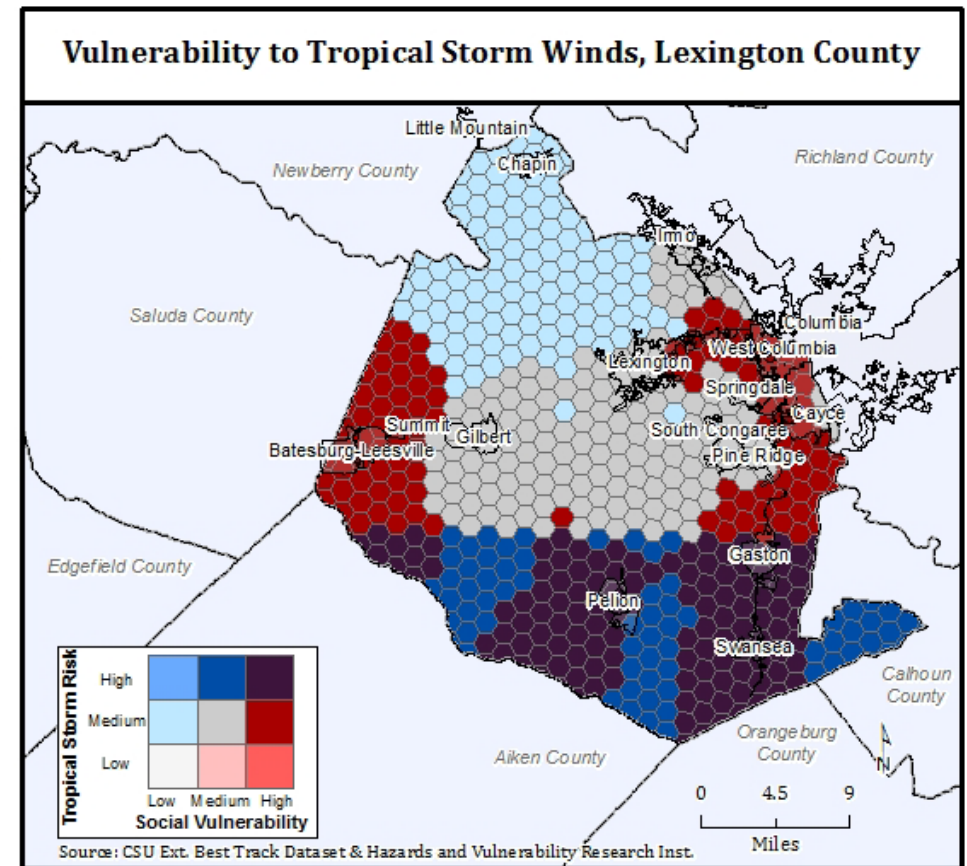 Vulnerability to Tropical Storm Winds, Lexington County
Little Mountain
Newberry County
Chapin
Richland County
Irmo
Saluda County
Columbia
West Columbia
Lexington
Springdale
Summit
Cayce
Gilbert
South Congaree
Batesburg-Leesville
Pine Ridge
Edgefield County
Gaston
Pelion
Swansea
Calhoun
County
Orangeburg
County
Aiken County
N
Tropical Storm Risk
High
Medium
Low
Low Medium High
Social Vulnerability
0 4.5 9
Miles
Source: CSU Ext. Best Track Dataset & Hazards and Vulnerability Research Inst.